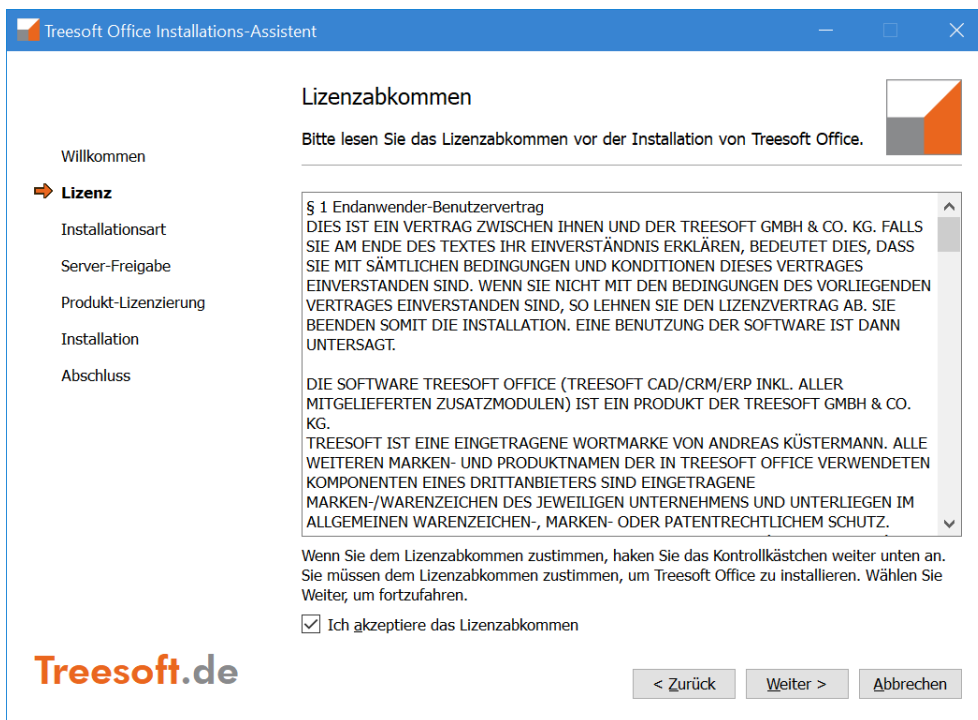 Treesoft Office Installations-Assistent
Lizenzabkommen
Bitte lesen Sie das Lizenzabkommen vor der Installation von Treesoft Office.
Willkommen
Lizenz
Installationsart
Server-Freigabe
Produkt-Lizenzierung
Installation
Abschluss
§ 1 Endanwender-Benutzervertrag
DIES IST EIN VERTRAG ZWISCHEN IHNEN UND DER TREESOFT GMBH & CO. KG. FALLS
SIE AM ENDE DES TEXTES IHR EINVERSTÄNDNIS ERKLÄREN, BEDEUTET DIES, DASS
SIE MIT SÄMTLICHEN BEDINGUNGEN UND KONDITIONEN DIESES VERTRAGES
EINVERSTANDEN SIND. WENN SIE NICHT MIT DEN BEDINGUNGEN DES VORLIEGENDEN
VERTRAGES EINVERSTANDEN SIND, SO LEHNEN SIE DEN LIZENZVERTRAG AB. SIE
BEENDEN SOMIT DIE INSTALLATION. EINE BENUTZUNG DER SOFTWARE IST DANN
UNTERSAGT.
DIE SOFTWARE TREESOFT OFFICE (TREESOFT CAD/CRM/ERP INKL. ALLER
MITGELIEFERTEN ZUSATZMODULEN) IST EIN PRODUKT DER TREESOFT GMBH & CO.
KG.
TREESOFT IST EINE EINGETRAGENE WORTMARKE VON ANDREAS KÜSTERMANN. ALLE
WEITEREN MARKEN- UND PRODUKTNAMEN DER IN TREESOFT OFFICE VERWENDETEN
KOMPONENTEN EINES DRITTANBIETERS SIND EINGETRAGENE
MARKEN-/WARENZEICHEN DES JEWEILIGEN UNTERNEHMENS UND UNTERLIEGEN IM
ALLGEMEINEN WARENZEICHEN-, MARKEN- ODER PATENTRECHTLICHEM SCHUTZ.
Wenn Sie dem Lizenzabkommen zustimmen, haken Sie das Kontrollkästchen weiter unten an.
Sie müssen dem Lizenzabkommen zustimmen, um Treesoft Office zu installieren. Wählen Sie
Weiter, um fortzufahren.
Ich akzeptiere das Lizenzabkommen
Treesoft.de
< Zurück
Weiter >
Abbrechen